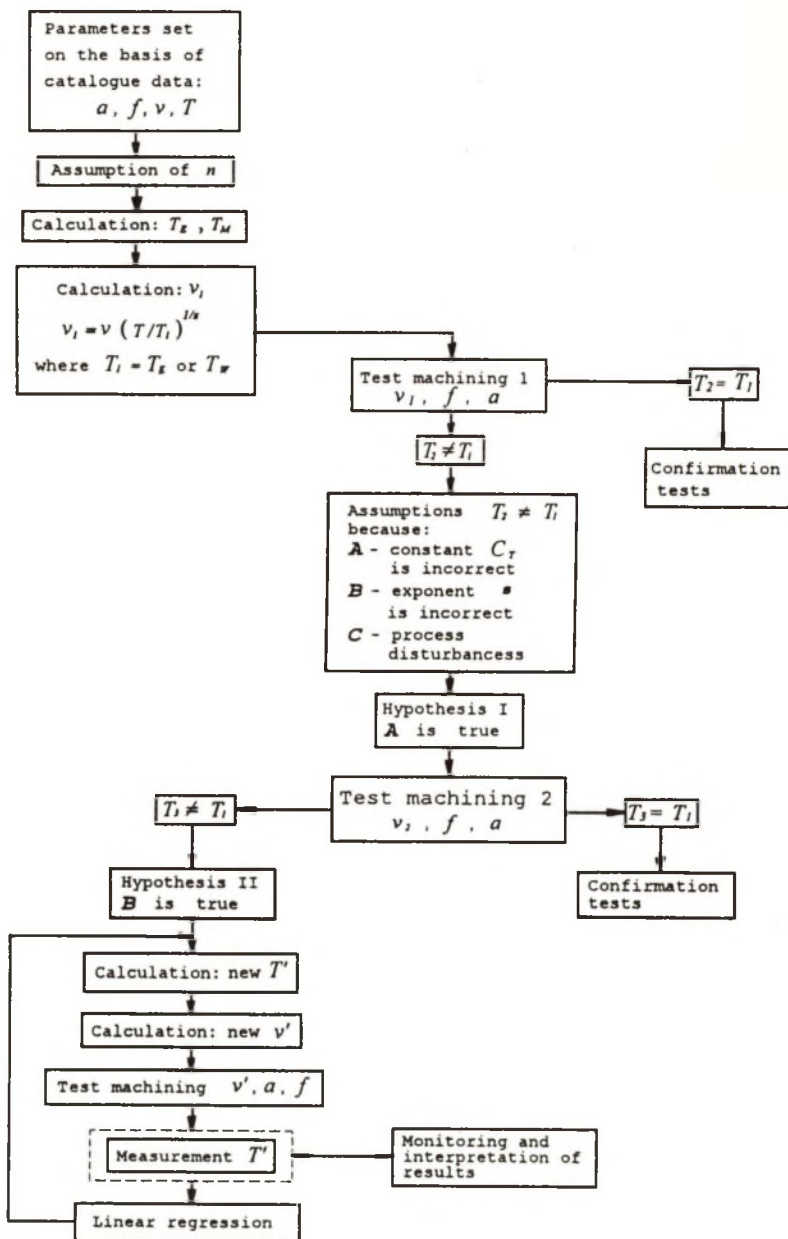 Parameters set
on the basis of
catalogue data:
a, f, v, T
Assumption of n
Calculation: T_E, T_M
Calculation: v_1
v_1 = v (T/T_1)^{1/s}
where T_1 = T_E or T_W
Test machining 1
v_1, f, a
T_2 = T_1
Confirmation
tests
T_2 ≠ T_1
Assumptions T_2 ≠ T_1
because:
A - constant C_T
is incorrect
B - exponent s
is incorrect
C - process
disturbancess
Hypothesis I
A is true
Test machining 2
v_2, f, a
T_3 ≠ T_1
T_3 = T_1
Hypothesis II
B is true
Confirmation
tests
Calculation: new T'
Calculation: new v'
Test machining v', a, f
Measurement T'
Monitoring and
interpretation of
results
Linear regression